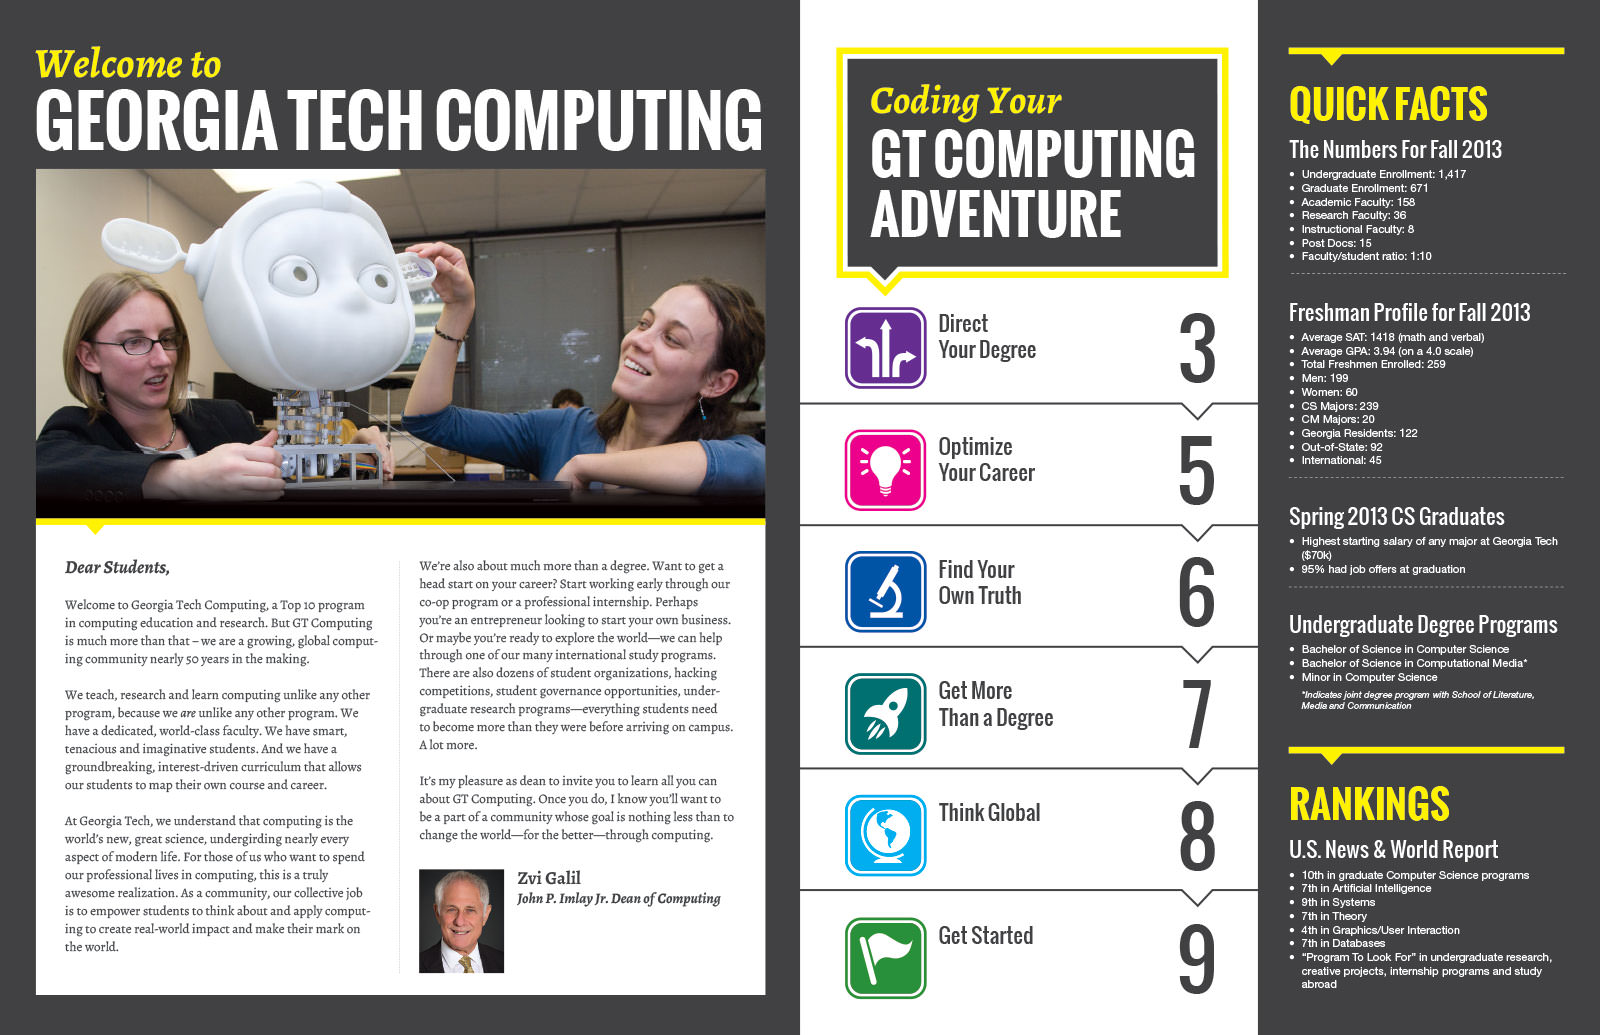 Welcome to
GEORGIA TECH COMPUTING
Dear Students,
Welcome to Georgia Tech Computing, a Top 10 program
in computing education and research. But GT Computing
is much more than that – we are a growing, global comput-
ing community nearly 50 years in the making.
We teach, research and learn computing unlike any other
program, because we are unlike any other program. We
have a dedicated, world-class faculty. We have smart,
tenacious and imaginative students. And we have a
groundbreaking, interest-driven curriculum that allows
our students to map their own course and career.
At Georgia Tech, we understand that computing is the
world's new, great science, undergirding nearly every
aspect of modern life. For those of us who want to spend
our professional lives in computing, this is a truly
awesome realization. As a community, our collective job
is to empower students to think about and apply comput-
ing to create real-world impact and make their mark on
the world.
We're also about much more than a degree. Want to get a
head start on your career? Start working early through our
co-op program or a professional internship. Perhaps
you're an entrepreneur looking to start your own business.
Or maybe you're ready to explore the world—we can help
through one of our many international study programs.
There are also dozens of student organizations, hacking
competitions, student governance opportunities, under-
graduate research programs—everything students need
to become more than they were before arriving on campus.
A lot more.
It's my pleasure as dean to invite you to learn all you can
about GT Computing. Once you do, I know you'll want to
be a part of a community whose goal is nothing less than to
change the world—for the better—through computing.
Zvi Galil
John P. Imlay Jr. Dean of Computing
Coding Your
GT COMPUTING
ADVENTURE
Direct
Your Degree
3
Optimize
Your Career
5
Find Your
Own Truth
6
Get More
Than a Degree
7
Think Global
8
Get Started
9
QUICK FACTS
The Numbers For Fall 2013
• Undergraduate Enrollment: 1,417
• Graduate Enrollment: 671
• Academic Faculty: 158
• Research Faculty: 36
• Instructional Faculty: 8
• Post Docs: 15
• Faculty/student ratio: 1:10
Freshman Profile for Fall 2013
• Average SAT: 1418 (math and verbal)
• Average GPA: 3.94 (on a 4.0 scale)
• Total Freshmen Enrolled: 259
• Men: 199
• Women: 60
• CS Majors: 239
• CM Majors: 20
• Georgia Residents: 122
• Out-of-State: 92
• International: 45
Spring 2013 CS Graduates
• Highest starting salary of any major at Georgia Tech
($70k)
• 95% had job offers at graduation
Undergraduate Degree Programs
• Bachelor of Science in Computer Science
• Bachelor of Science in Computational Media*
• Minor in Computer Science
*Indicates joint degree program with School of Literature,
Media and Communication
RANKINGS
U.S. News & World Report
• 10th in graduate Computer Science programs
• 7th in Artificial Intelligence
• 9th in Systems
• 7th in Theory
• 4th in Graphics/User Interaction
• 7th in Databases
• "Program To Look For" in undergraduate research,
creative projects, internship programs and study
abroad